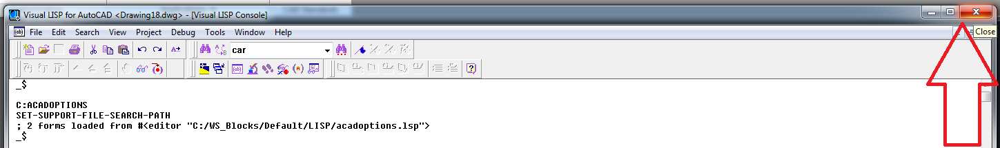 Visual LISP for AutoCAD <Drawing18.dwg> - [Visual LISP Console]
Close
File Edit Search View Project Debug Tools Window Help
car
_$
C:ACADOPTIONS
SET-SUPPORT-FILE-SEARCH-PATH
; 2 forms loaded from #<editor "C:/WS_Blocks/Default/LISP/acadoptions.lsp">
_$